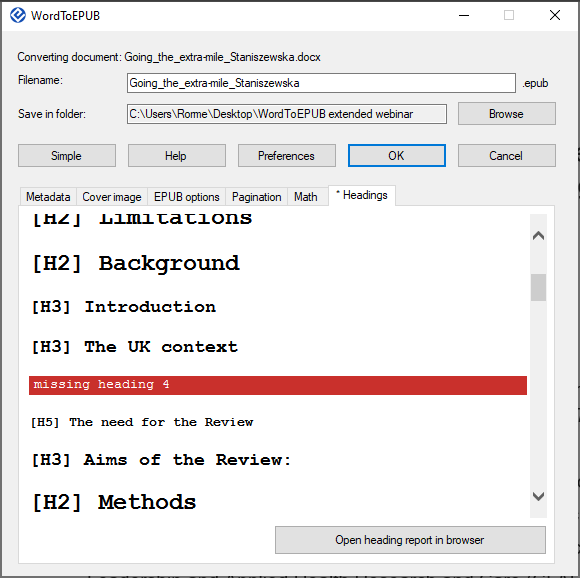 WordToEPUB
Converting document: Going_the_extra-mile_Staniszewska.docx
Filename: Going_the_extra-mile_Staniszewska .epub
Save in folder: C:\Users\Rorme\Desktop\WordToEPUB extended webinar Browse
Simple Help Preferences OK Cancel
Metadata Cover image EPUB options Pagination Math * Headings
[H2] Limitations
[H2] Background
[H3] Introduction
[H3] The UK context
missing heading 4
[H5] The need for the Review
[H3] Aims of the Review:
[H2] Methods
Open heading report in browser